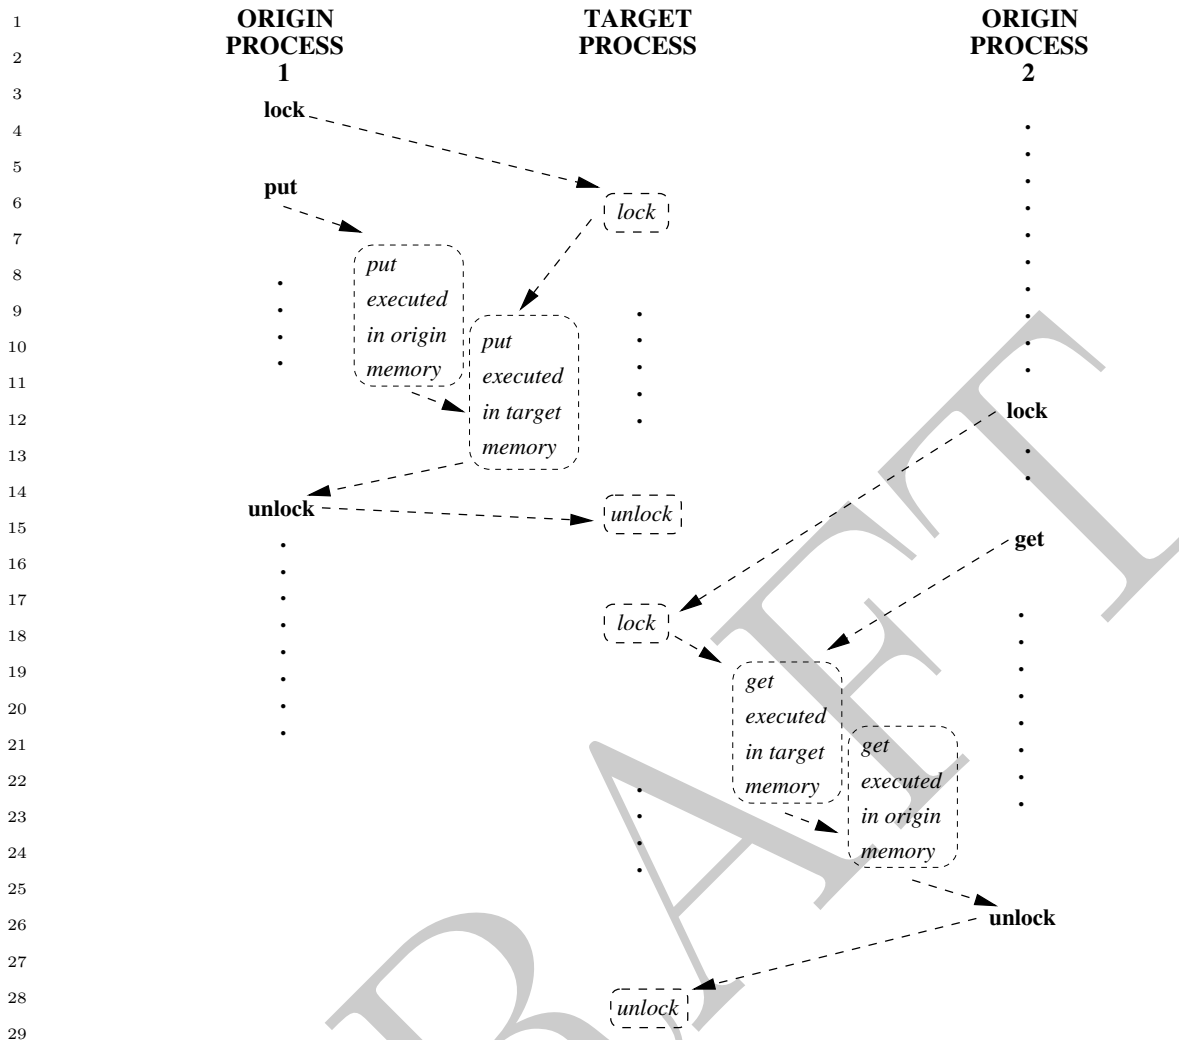 1 ORIGIN TARGET ORIGIN
PROCESS PROCESS PROCESS
2
1 2
3
lock
4
5
put
6
lock
7
put
8
executed
9
in origin put
10
memory executed
11
in target lock
12
memory
13
14
unlock unlock
15
get
16
17
lock
18
19
get
20
executed
21
in target get
22
memory executed
23
in origin
24
memory
25
26
unlock
27
28
unlock
29
DRAFT